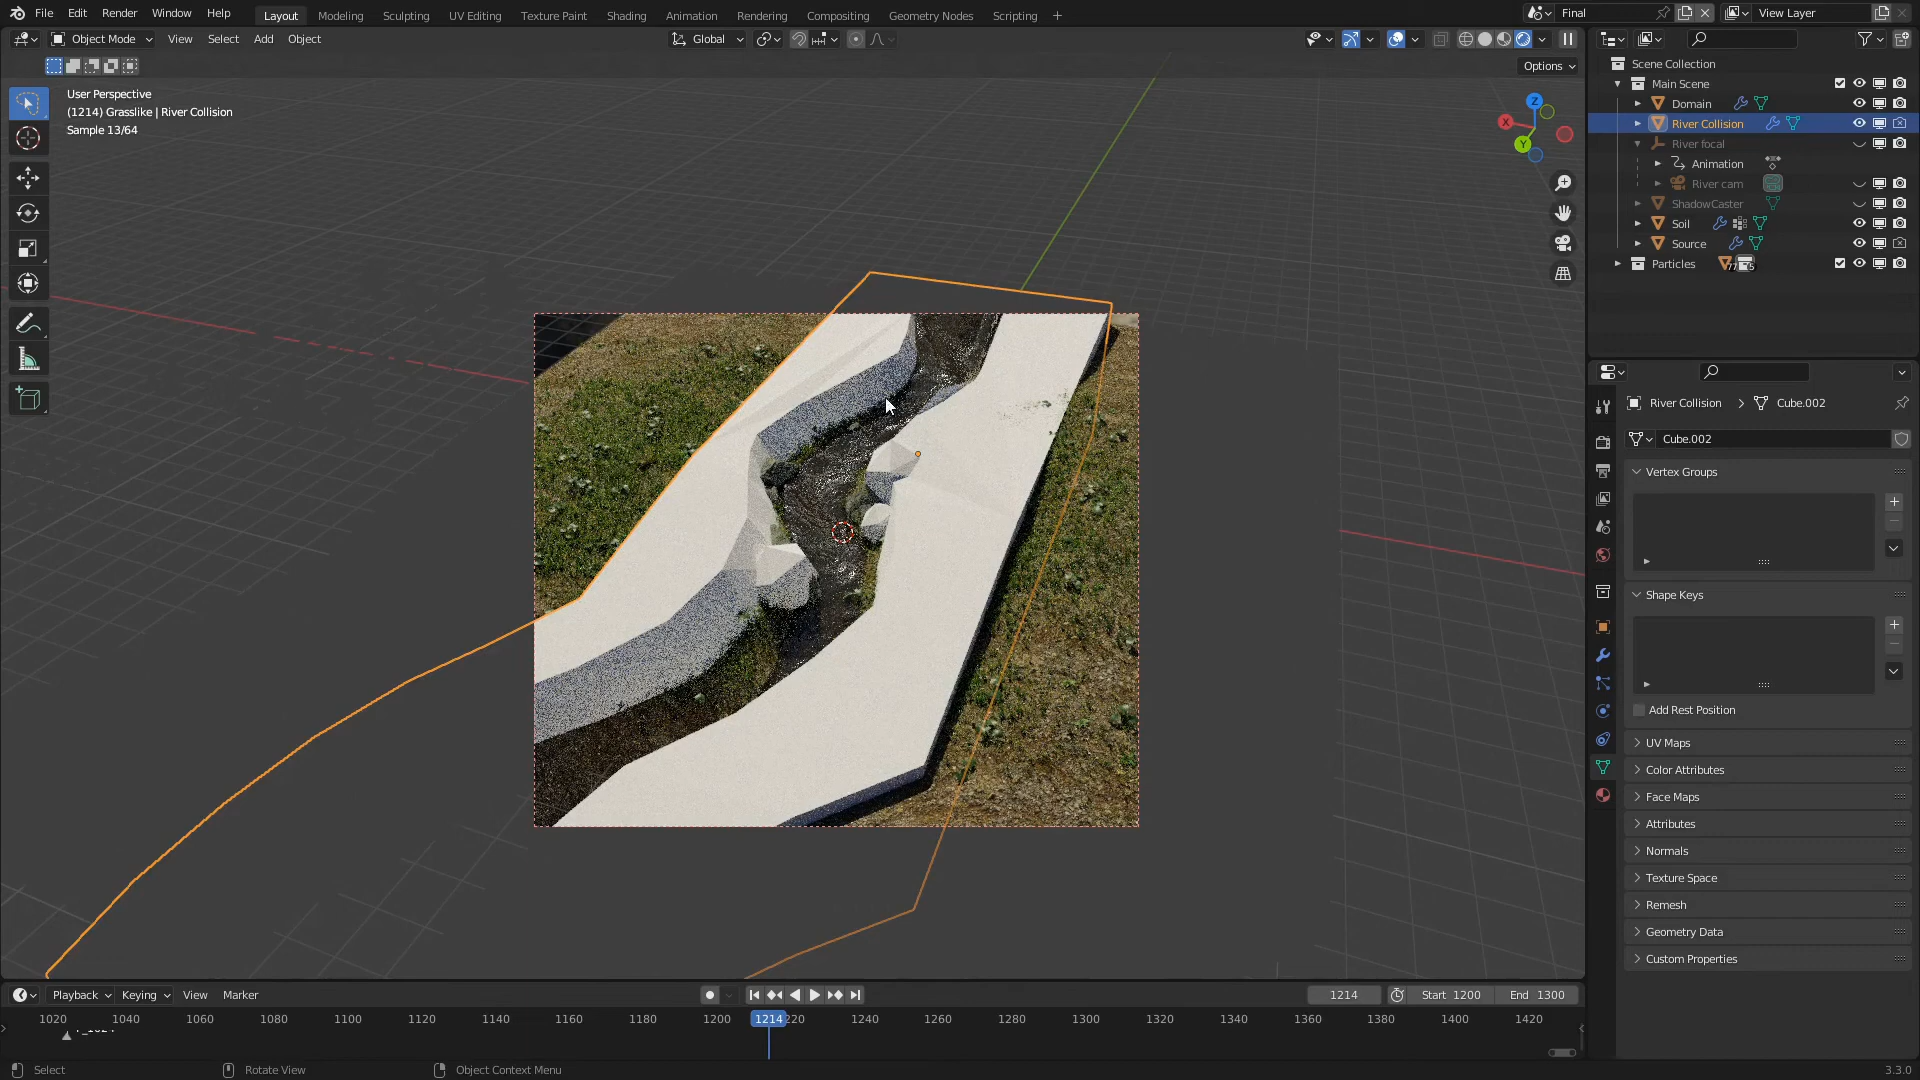 File Edit Render Window Help
Layout Modeling Sculpting UV Editing Texture Paint Shading Animation Rendering Compositing Geometry Nodes Scripting +
Final
View Layer
Object Mode View Select Add Object
Global
Options
User Perspective
(1214) Grasslike | River Collision
Sample 13/64
Z
X
Y
Scene Collection
Main Scene
Domain
River Collision
River focal
Animation
River cam
ShadowCaster
Soil
Source
Particles
River Collision > Cube.002
Cube.002
Vertex Groups
Shape Keys
Add Rest Position
UV Maps
Color Attributes
Face Maps
Attributes
Normals
Texture Space
Remesh
Geometry Data
Custom Properties
Playback Keying View Marker
1214 Start 1200 End 1300
1020 1040 1060 1080 1100 1120 1140 1160 1180 1200 1214 1240 1260 1280 1300 1320 1340 1360 1380 1400 1420
Select Rotate View Object Context Menu 3.3.0